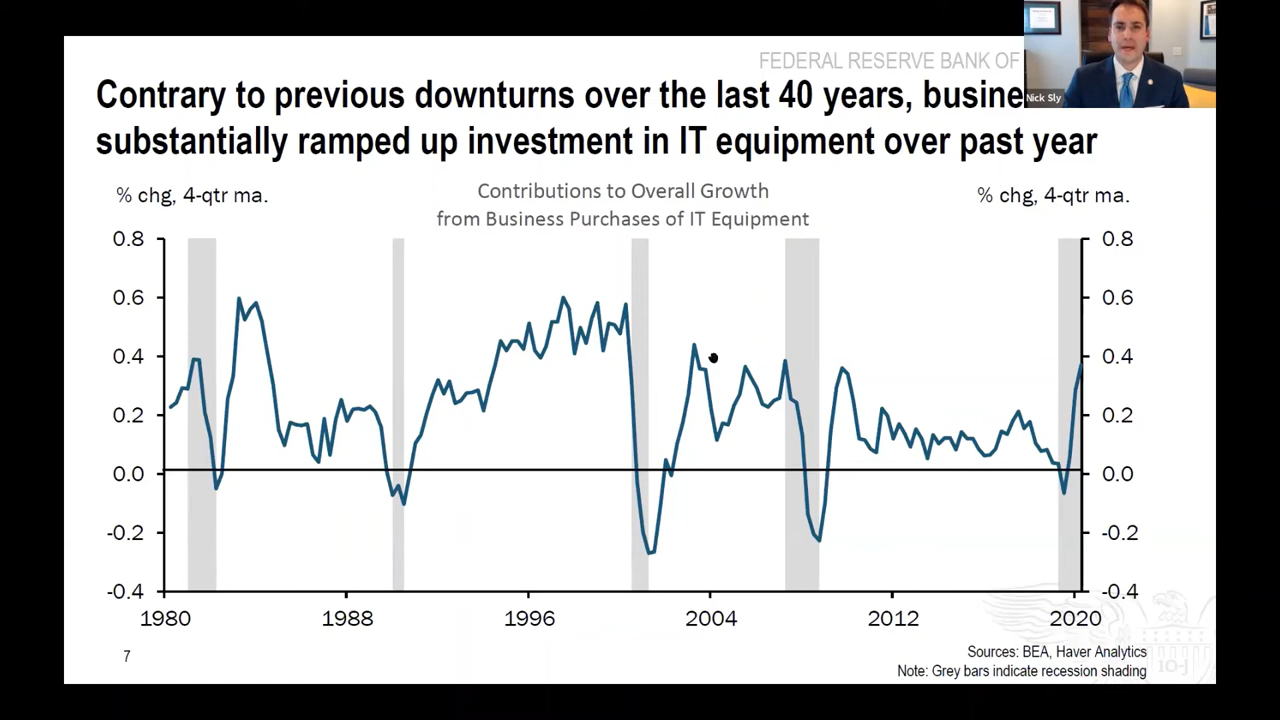 FEDERAL RESERVE BANK OF
Contrary to previous downturns over the last 40 years,
substantially ramped up investment in IT equipment over past year
Nick Sly
% chg, 4-qtr ma.
Contributions to Overall Growth
from Business Purchases of IT Equipment
% chg, 4-qtr ma.
0.8 0.8
0.6 0.6
0.4 0.4
0.2 0.2
0.0 0.0
-0.2 -0.2
-0.4 -0.4
1980 1988 1996 2004 2012 2020
7
Sources: BEA, Haver Analytics
Note: Grey bars indicate recession shading
10-J